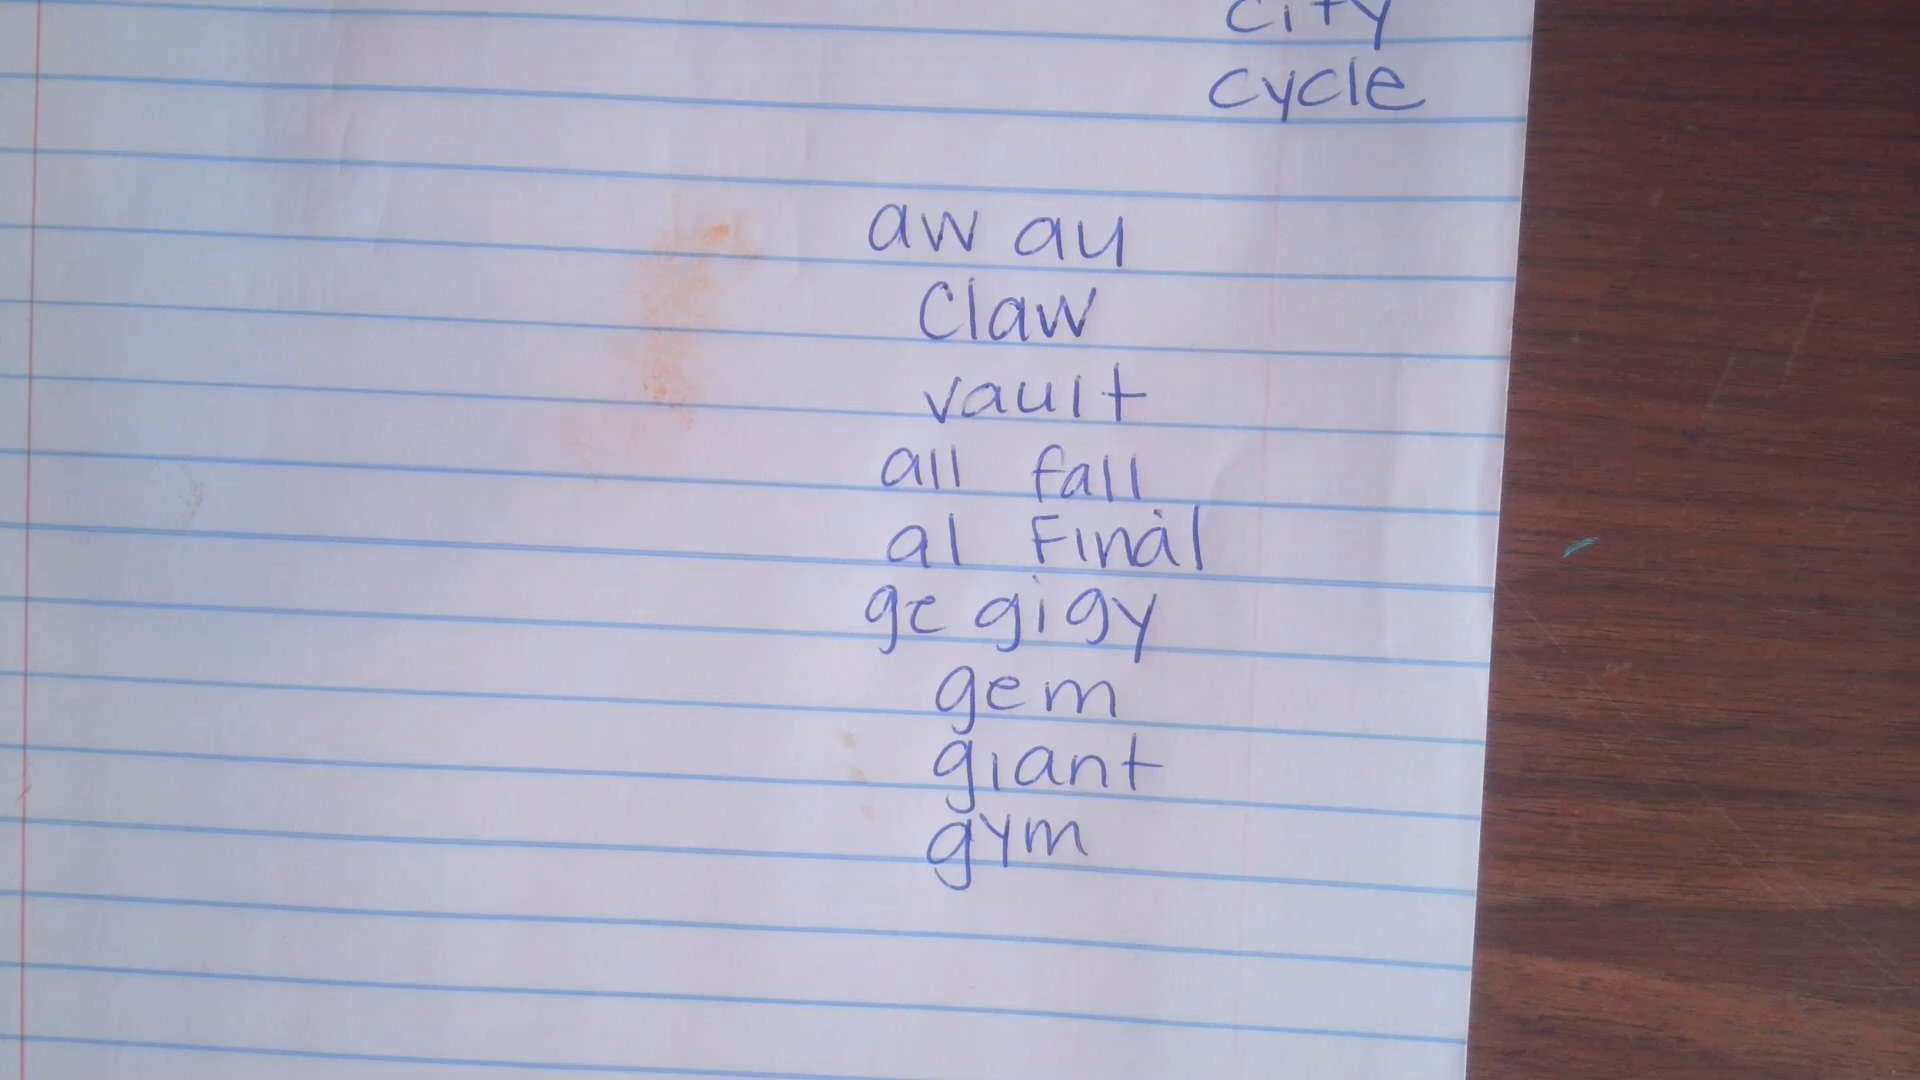 city
cycle
aw au
claw
vault
all fall
al Final
ge gi gy
gem
giant
gym